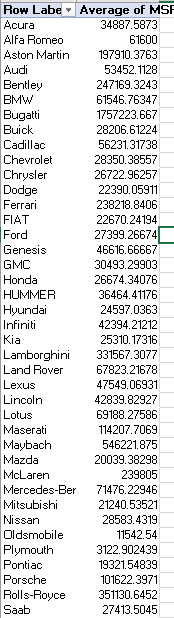 Row Labe Average of MSR
Acura 34887.5873
Alfa Romeo 61600
Aston Martin 197910.3763
Audi 53452.1128
Bentley 247169.3243
BMW 61546.76347
Bugatti 1757223.667
Buick 28206.61224
Cadillac 56231.31738
Chevrolet 28350.38557
Chrysler 26722.96257
Dodge 22390.05911
Ferrari 238218.8406
FIAT 22670.24194
Ford 27399.26674
Genesis 46616.66667
GMC 30493.29903
Honda 26674.34076
HUMMER 36464.41176
Hyundai 24597.0363
Infiniti 42394.21212
Kia 25310.17316
Lamborghini 331567.3077
Land Rover 67823.21678
Lexus 47549.06931
Lincoln 42839.82927
Lotus 69188.27586
Maserati 114207.7069
Maybach 546221.875
Mazda 20039.38298
McLaren 239805
Mercedes-Ber 71476.22946
Mitsubishi 21240.53521
Nissan 28583.4319
Oldsmobile 11542.54
Plymouth 3122.902439
Pontiac 19321.54839
Porsche 101622.3971
Rolls-Royce 351130.6452
Saab 27413.5045